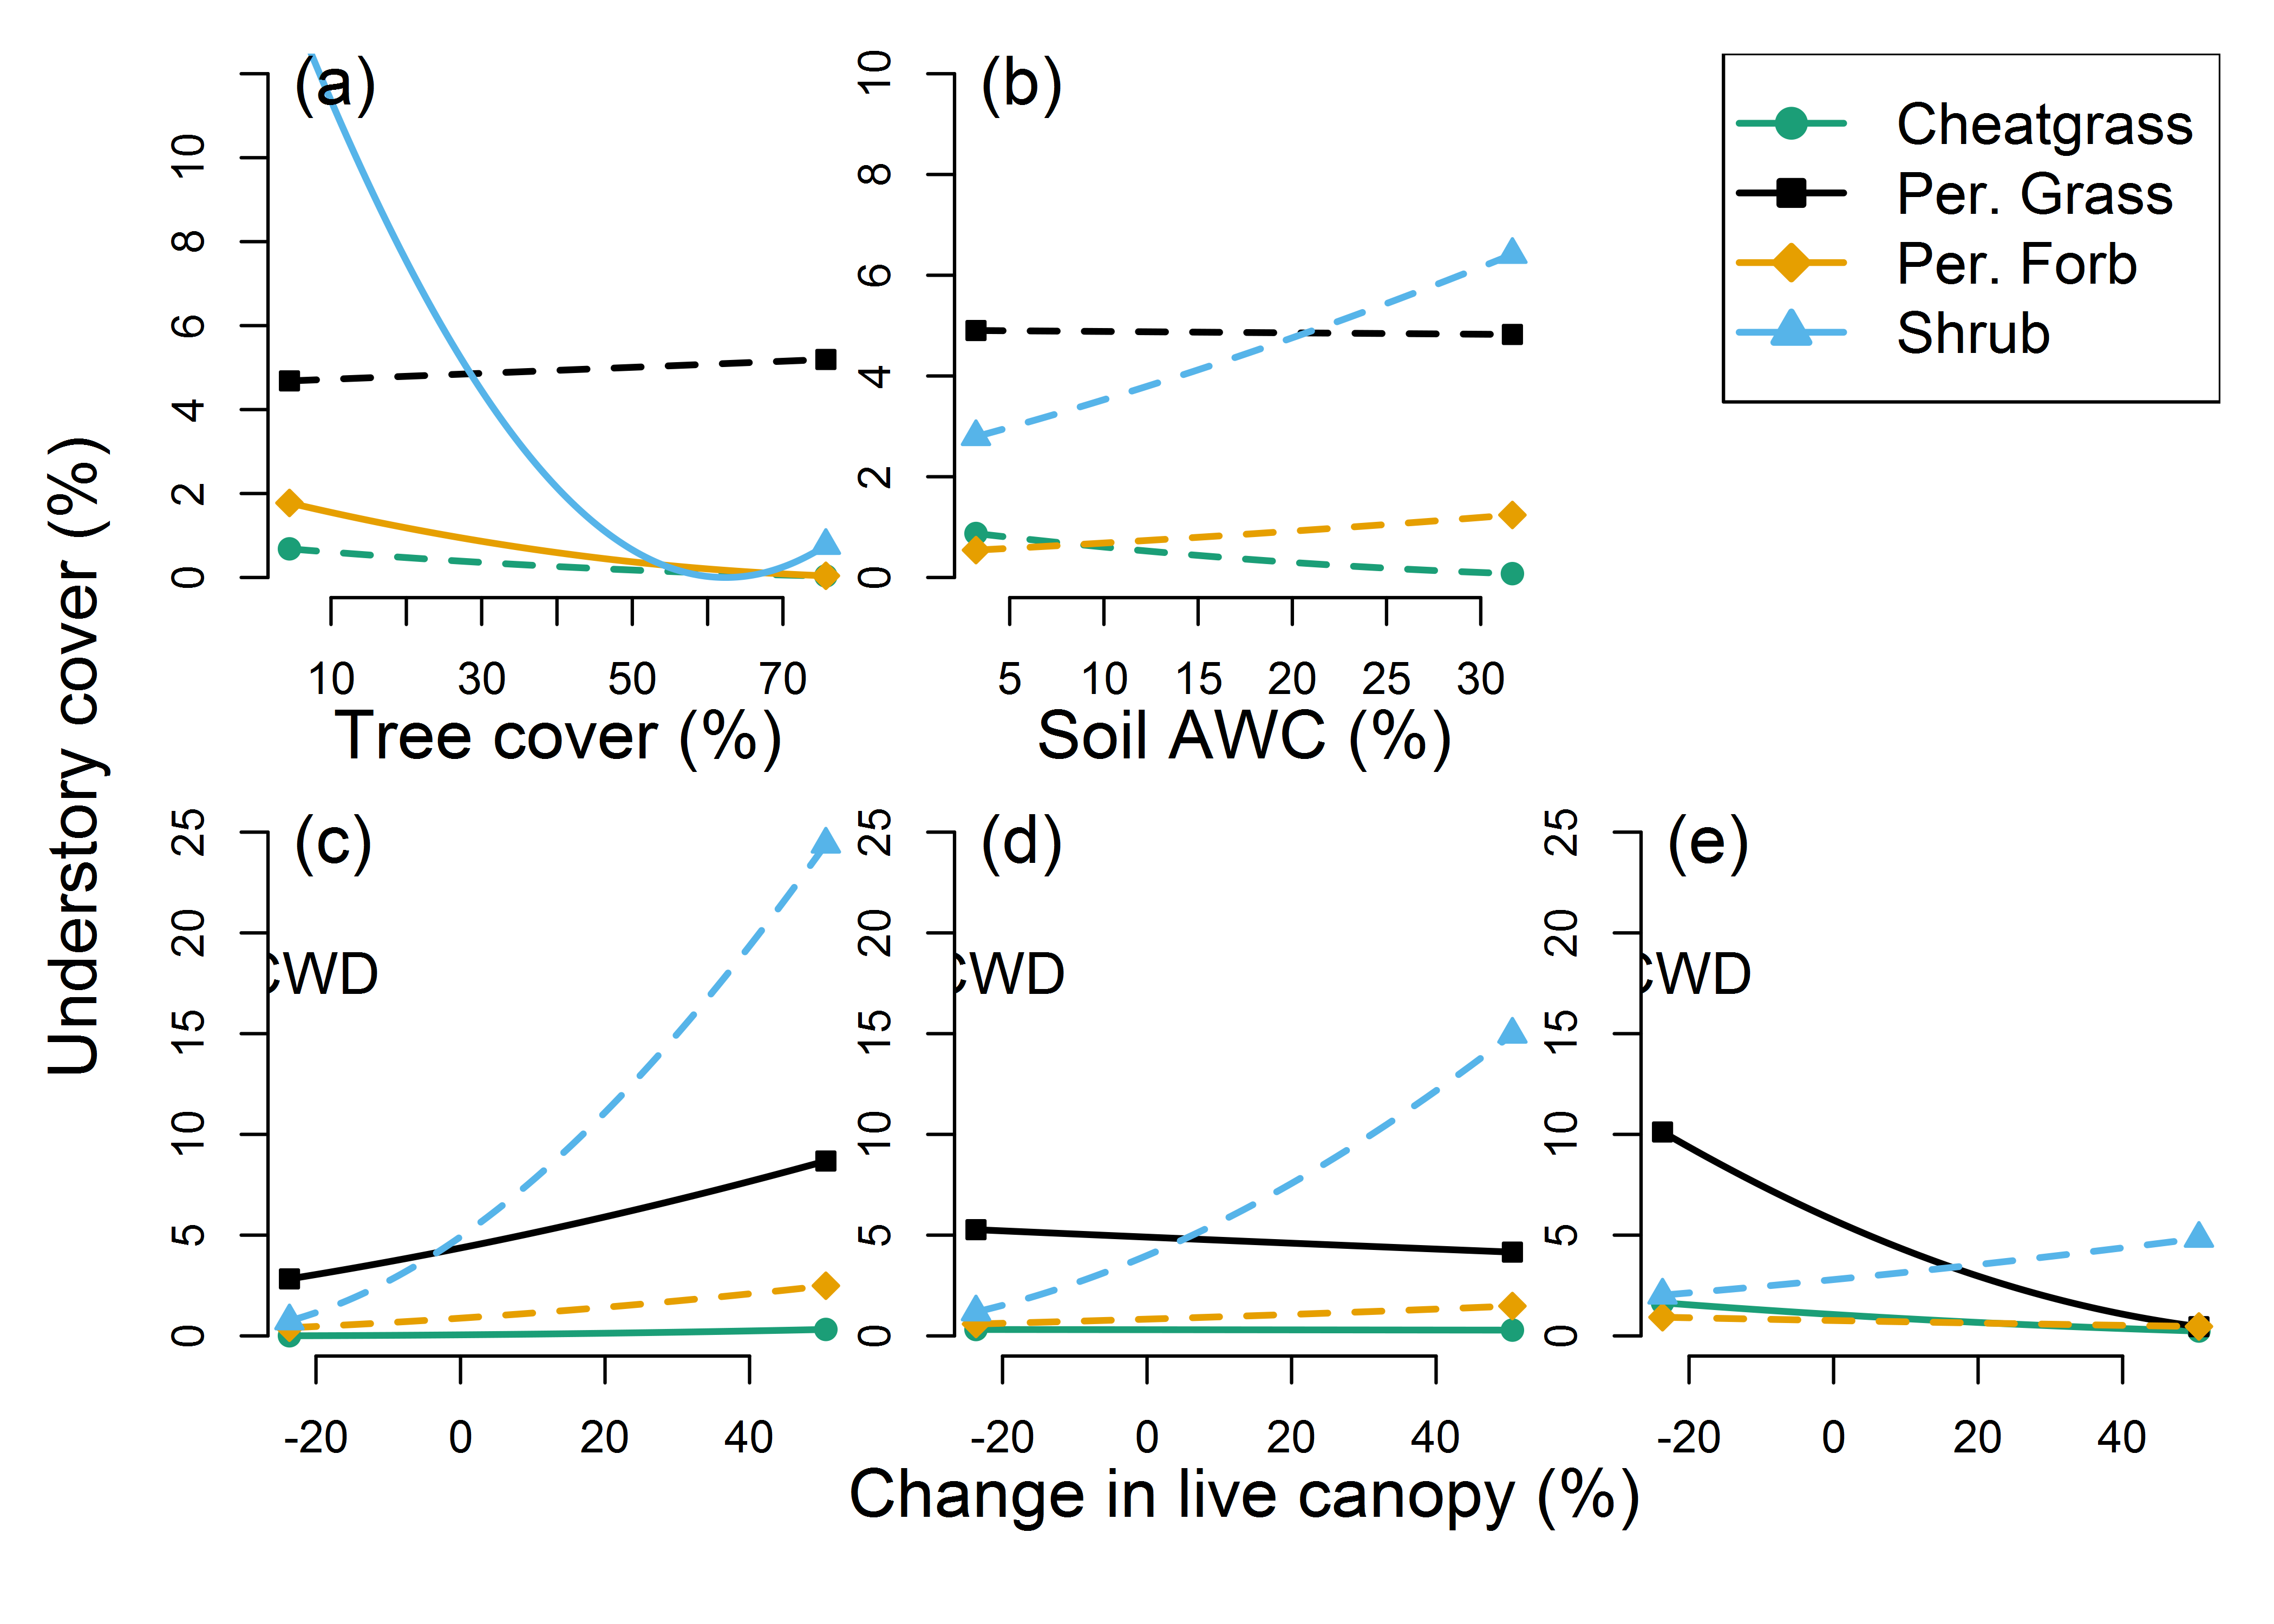 (a)
(b)
Cheatgrass
Per. Grass
Per. Forb
Shrub
0 2 4 6 8 10
0 2 4 6 8 10
10 30 50 70
5 10 15 20 25 30
Tree cover (%)
Soil AWC (%)
Understory cover (%)
(c)
(d)
(e)
CWD
CWD
CWD
0 5 10 15 20 25
0 5 10 15 20 25
0 5 10 15 20 25
-20 0 20 40
-20 0 20 40
-20 0 20 40
Change in live canopy (%)